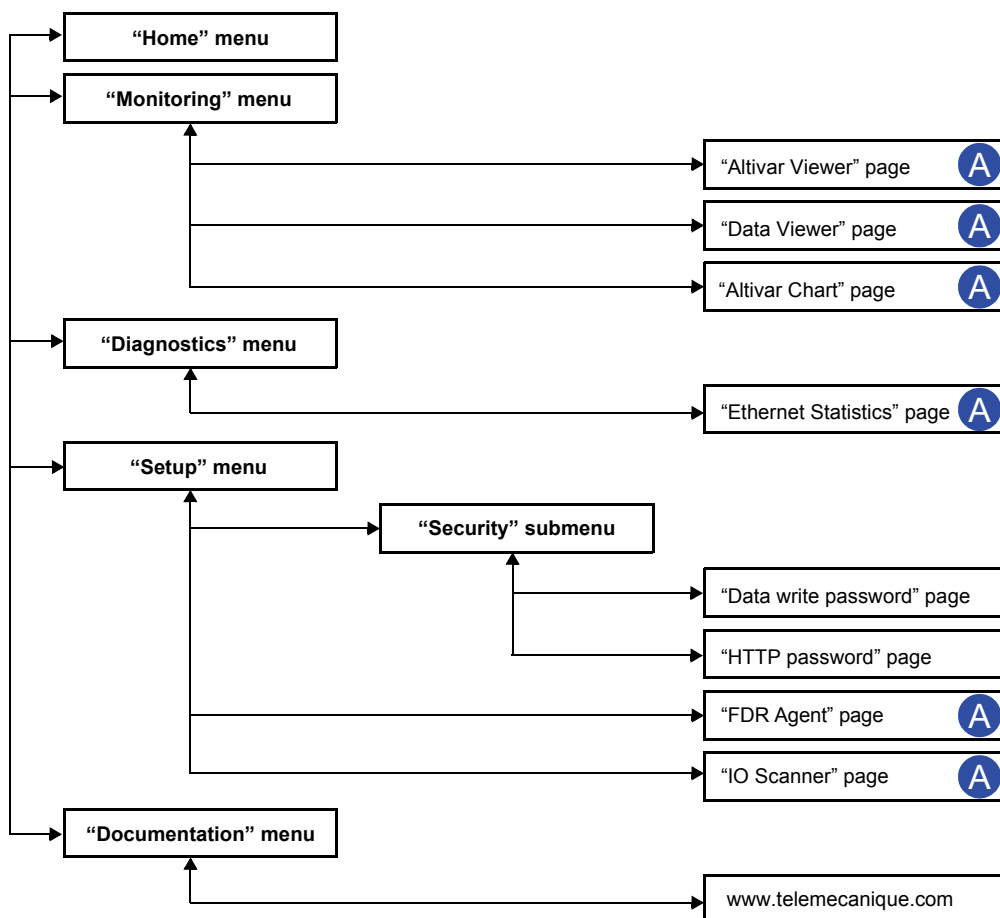 “Home” menu
“Monitoring” menu
“Altivar Viewer” page A
“Data Viewer” page A
“Altivar Chart” page A
“Diagnostics” menu
“Ethernet Statistics” page A
“Setup” menu
“Security” submenu
“Data write password” page
“HTTP password” page
“FDR Agent” page A
“IO Scanner” page A
“Documentation” menu
www.telemecanique.com